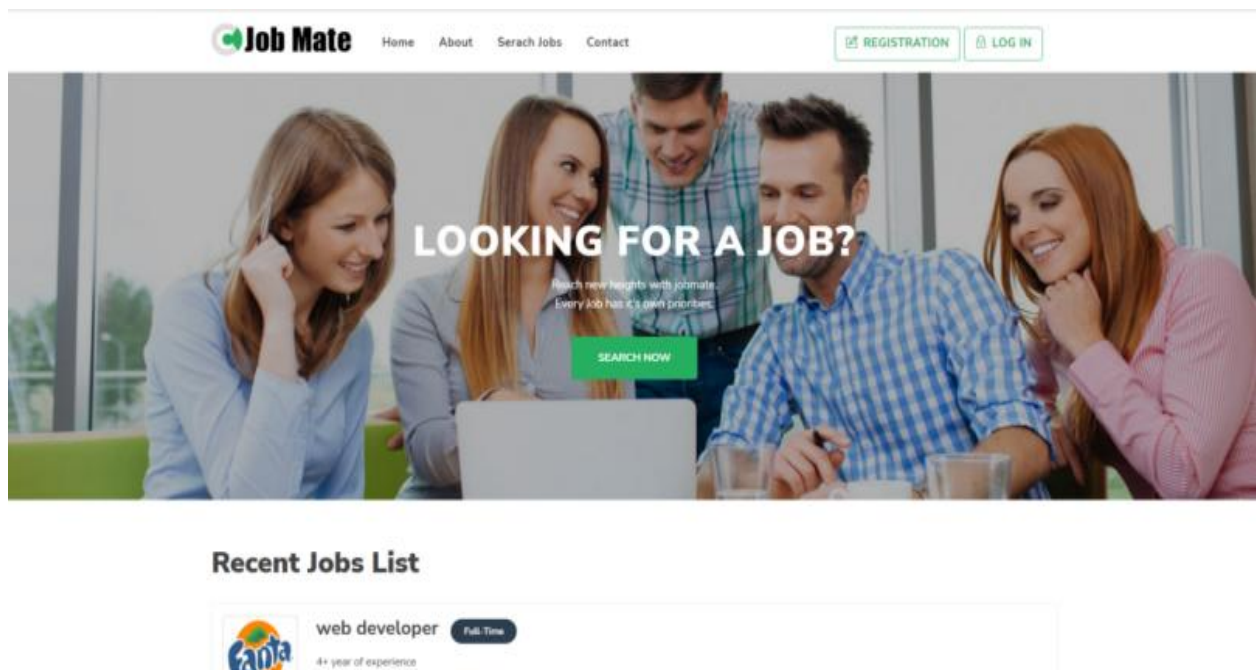 Job Mate
Home About Serach Jobs Contact
REGISTRATION LOG IN
LOOKING FOR A JOB?
Reach new heights with jobmate.
Every Job has it's own priorities.
SEARCH NOW
Recent Jobs List
web developer Full-Time
Fanta
4+ year of experience